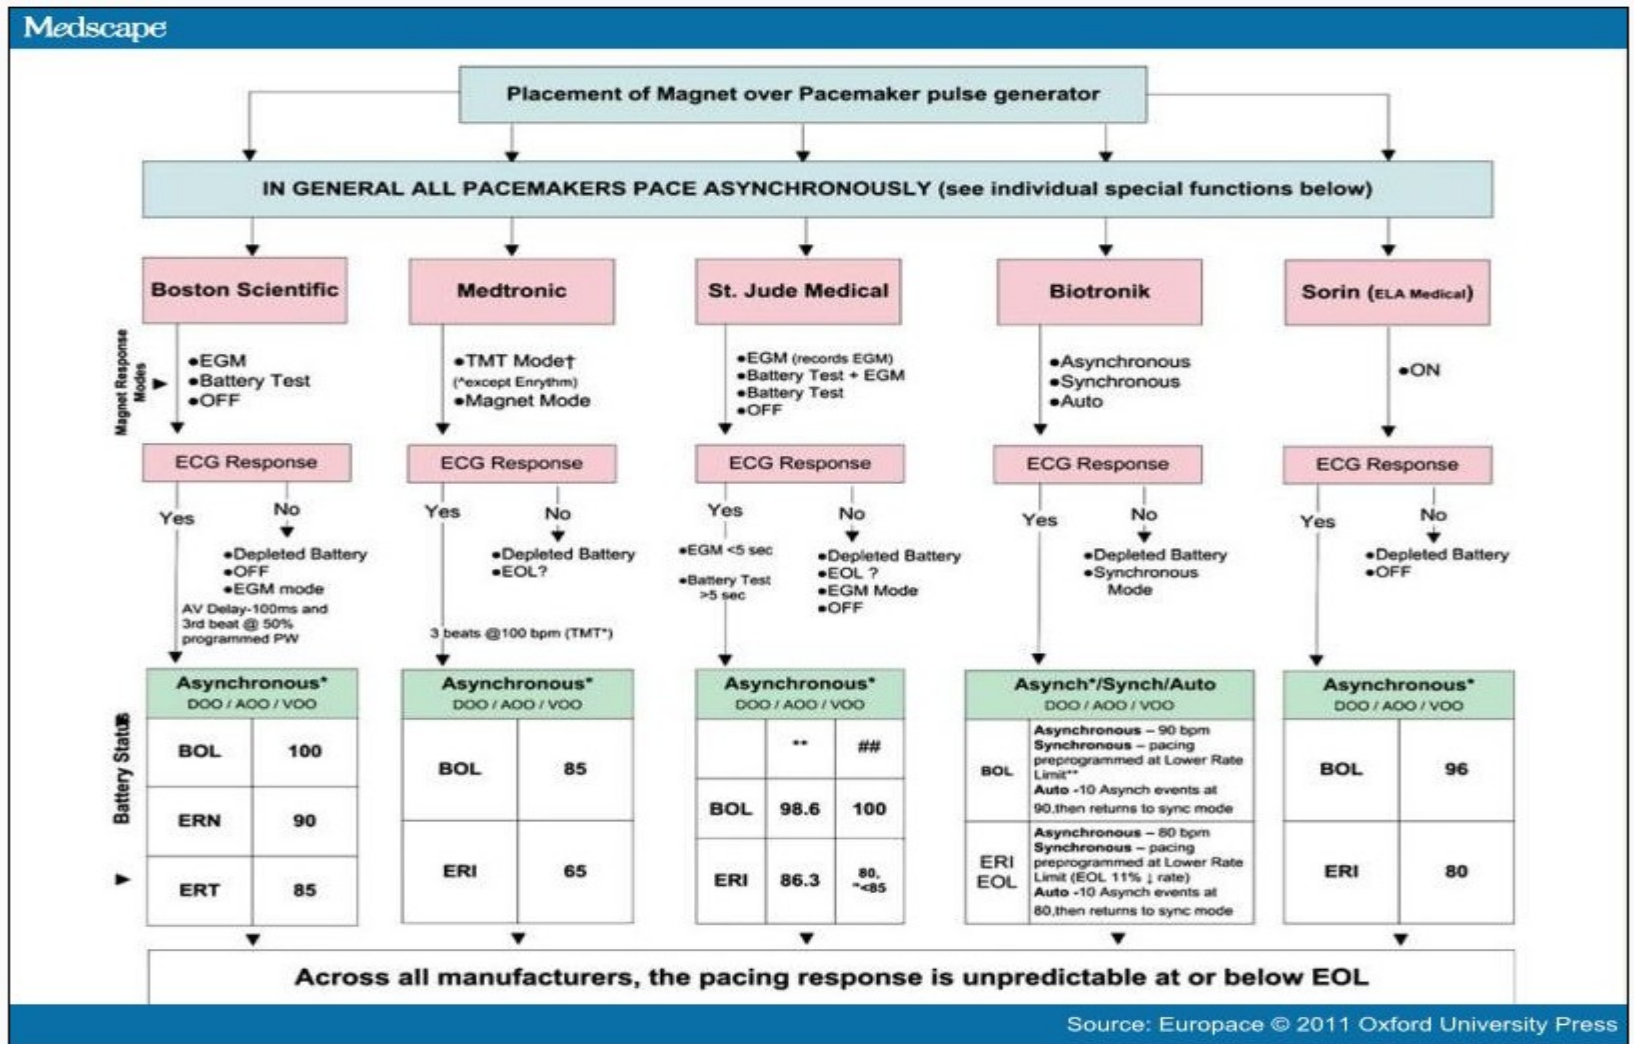 Medscape
Placement of Magnet over Pacemaker pulse generator
IN GENERAL ALL PACEMAKERS PACE ASYNCHRONOUSLY (see individual special functions below)
Boston Scientific
Medtronic
St. Jude Medical
Biotronik
Sorin (ELA Medical)
Magnet Response
Modes
●EGM
●Battery Test
●OFF
●TMT Mode†
(^except Enrythm)
●Magnet Mode
●EGM (records EGM)
●Battery Test + EGM
●Battery Test
●OFF
●Asynchronous
●Synchronous
●Auto
●ON
ECG Response
ECG Response
ECG Response
ECG Response
ECG Response
Yes
No
●Depleted Battery
●OFF
●EGM mode
AV Delay-100ms and
3rd beat @ 50%
programmed PW
Yes
No
●Depleted Battery
●EOL?
3 beats @100 bpm (TMT*)
Yes
No
●EGM <5 sec
●Battery Test
>5 sec
●Depleted Battery
●EOL ?
●EGM Mode
●OFF
Yes
No
●Depleted Battery
●Synchronous
Mode
Yes
No
●Depleted Battery
●OFF
Battery Status
Asynchronous*
DOO / AOO / VOO
BOL 100
ERN 90
ERT 85
Asynchronous*
DOO / AOO / VOO
BOL 85
ERI 65
Asynchronous*
DOO / AOO / VOO
** ##
BOL 98.6 100
ERI 86.3 80,
"<85
Asynch*/Synch/Auto
DOO / AOO / VOO
BOL
Asynchronous – 90 bpm
Synchronous – pacing
preprogrammed at Lower Rate
Limit**
Auto -10 Asynch events at
90,then returns to sync mode
ERI
EOL
Asynchronous – 80 bpm
Synchronous – pacing
preprogrammed at Lower Rate
Limit (EOL 11% ↓ rate)
Auto -10 Asynch events at
80,then returns to sync mode
Asynchronous*
DOO / AOO / VOO
BOL 96
ERI 80
Across all manufacturers, the pacing response is unpredictable at or below EOL
Source: Europace © 2011 Oxford University Press